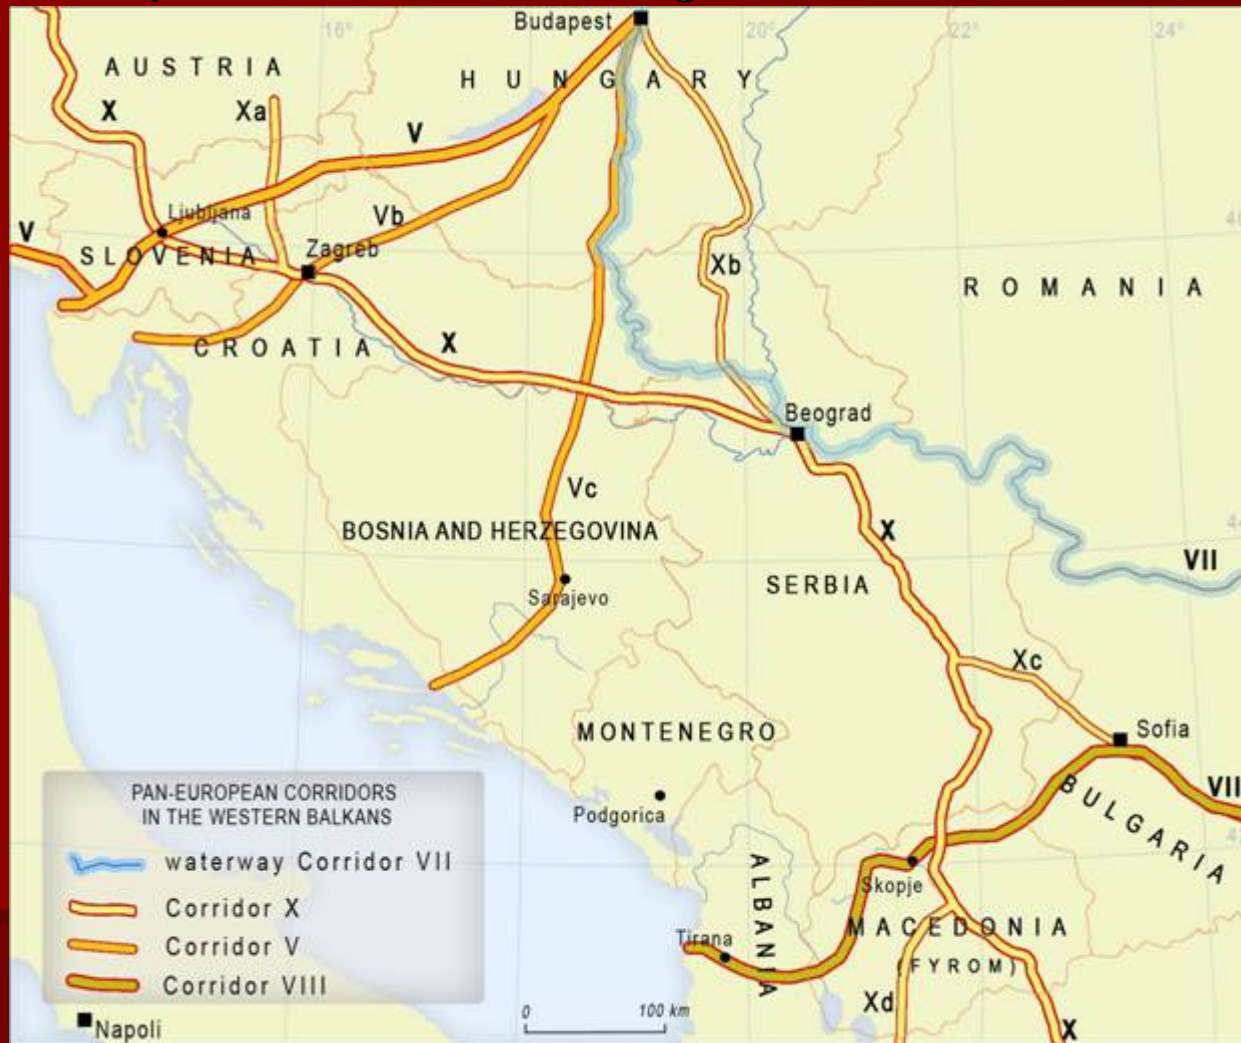 16°
20°
22°
24°
Budapest
AUSTRIA
HUNGARY
X
Xa
V
Ljubljana
Vb
V
SLOVENIA
Zagreb
Xb
ROMANIA
CROATIA
X
Beograd
Vc
BOSNIA AND HERZEGOVINA
X
VII
SERBIA
Sarajevo
Xc
MONTENEGRO
Sofia
VII
BULGARIA
Podgorica
ALBANIA
Skopje
MACEDONIA
(FYROM)
Tirana
Xd
X
PAN-EUROPEAN CORRIDORS
IN THE WESTERN BALKANS
waterway Corridor VII
Corridor X
Corridor V
Corridor VIII
0 100 km
Napoli